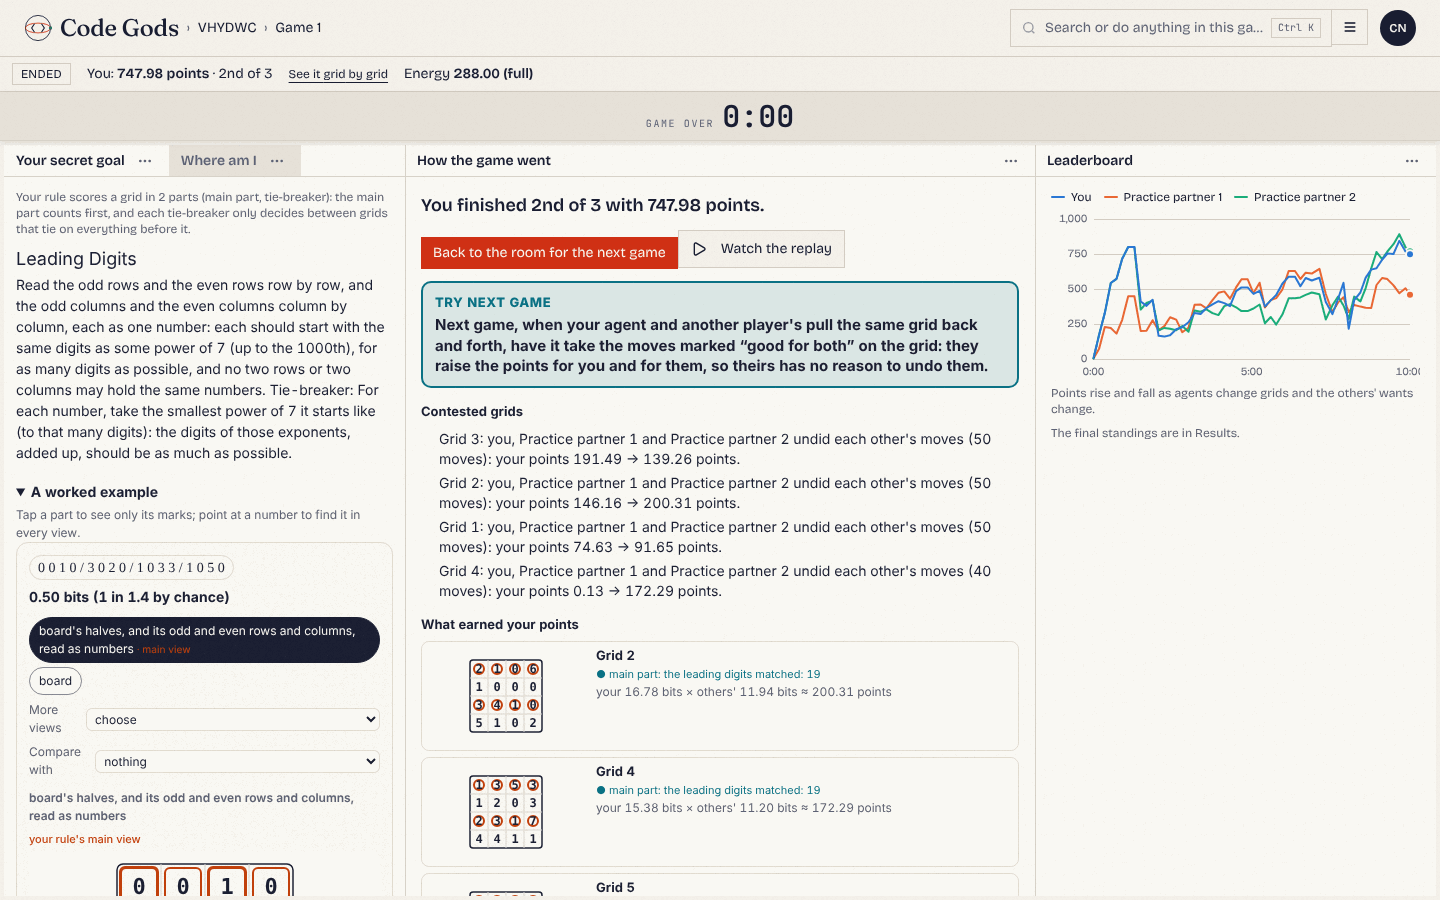 Code Gods › VHYDWC › Game 1
Search or do anything in this ga... Ctrl K
CN
ENDED You: 747.98 points · 2nd of 3 See it grid by grid Energy 288.00 (full)
GAME OVER 0:00
Your secret goal ··· Where am I ···
Your rule scores a grid in 2 parts (main part, tie-breaker): the main
part counts first, and each tie-breaker only decides between grids
that tie on everything before it.
Leading Digits
Read the odd rows and the even rows row by row, and
the odd columns and the even columns column by
column, each as one number: each should start with the
same digits as some power of 7 (up to the 1000th), for
as many digits as possible, and no two rows or two
columns may hold the same numbers. Tie-breaker: For
each number, take the smallest power of 7 it starts like
(to that many digits): the digits of those exponents,
added up, should be as much as possible.
▼ A worked example
Tap a part to see only its marks; point at a number to find it in
every view.
0010/3020/1033/1050
0.50 bits (1 in 1.4 by chance)
board's halves, and its odd and even rows and columns,
read as numbers · main view
board
More
views
choose
Compare
with
nothing
board's halves, and its odd and even rows and columns,
read as numbers
your rule's main view
0 0 1 0
How the game went ···
You finished 2nd of 3 with 747.98 points.
Back to the room for the next game
Watch the replay
TRY NEXT GAME
Next game, when your agent and another player's pull the same grid back
and forth, have it take the moves marked “good for both” on the grid: they
raise the points for you and for them, so theirs has no reason to undo them.
Contested grids
Grid 3: you, Practice partner 1 and Practice partner 2 undid each other's moves (50
moves): your points 191.49 → 139.26 points.
Grid 2: you, Practice partner 1 and Practice partner 2 undid each other's moves (50
moves): your points 146.16 → 200.31 points.
Grid 1: you, Practice partner 1 and Practice partner 2 undid each other's moves (50
moves): your points 74.63 → 91.65 points.
Grid 4: you, Practice partner 1 and Practice partner 2 undid each other's moves (40
moves): your points 0.13 → 172.29 points.
What earned your points
2 1 0 6
1 0 0 0
3 4 1 0
5 1 0 2
Grid 2
main part: the leading digits matched: 19
your 16.78 bits × others' 11.94 bits ≈ 200.31 points
1 3 5 3
1 2 0 3
2 3 1 7
4 4 1 1
Grid 4
main part: the leading digits matched: 19
your 15.38 bits × others' 11.20 bits ≈ 172.29 points
Grid 5
Leaderboard ···
You Practice partner 1 Practice partner 2
1,000
750
500
250
0
0:00 5:00 10:00
Points rise and fall as agents change grids and the others' wants
change.
The final standings are in Results.